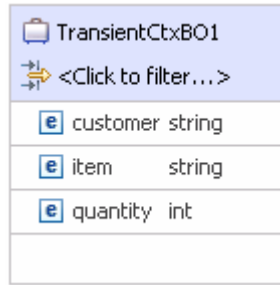 TransientCtxBO1
<Click to filter...>
e customer string
e item string
e quantity int